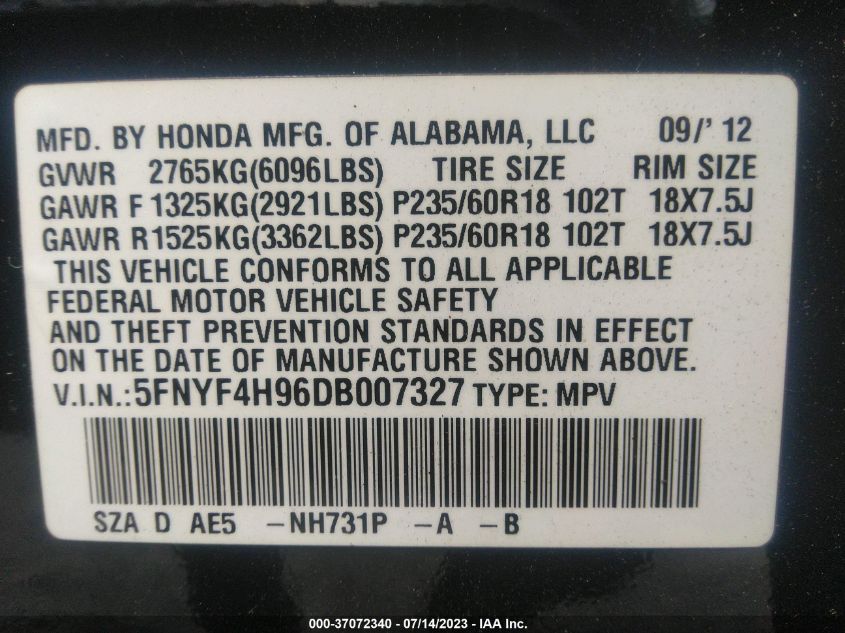 MFD. BY HONDA MFG. OF ALABAMA, LLC 09/' 12
GVWR 2765KG(6096LBS) TIRE SIZE RIM SIZE
GAWR F 1325KG(2921LBS) P235/60R18 102T 18X7.5J
GAWR R1525KG(3362LBS) P235/60R18 102T 18X7.5J
THIS VEHICLE CONFORMS TO ALL APPLICABLE
FEDERAL MOTOR VEHICLE SAFETY
AND THEFT PREVENTION STANDARDS IN EFFECT
ON THE DATE OF MANUFACTURE SHOWN ABOVE.
V.I.N.:5FNYF4H96DB007327 TYPE: MPV
SZA D AE5 -NH731P -A -B
000-37072340 - 07/14/2023 - IAA Inc.